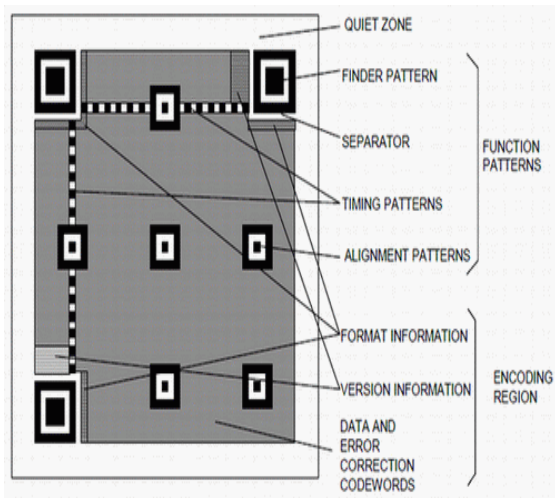 QUIET ZONE
FINDER PATTERN
SEPARATOR
FUNCTION
PATTERNS
TIMING PATTERNS
ALIGNMENT PATTERNS
FORMAT INFORMATION
VERSION INFORMATION
ENCODING
REGION
DATA AND
ERROR
CORRECTION
CODEWORDS